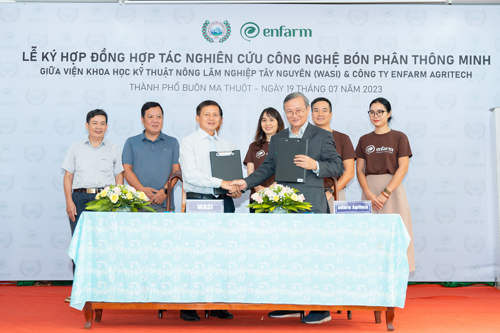 enfarm
LỄ KÝ HỢP ĐỒNG HỢP TÁC NGHIÊN CỨU CÔNG NGHỆ BÓN PHÂN THÔNG MINH
GIỮA VIỆN KHOA HỌC KỸ THUẬT NÔNG LÂM NGHIỆP TÂY NGUYÊN (WASI) & CÔNG TY ENFARM AGRITECH
THÀNH PHỐ BUÔN MA THUỘT - NGÀY 19 THÁNG 07 NĂM 2023
enfarm
WASI
enfarm Agritech